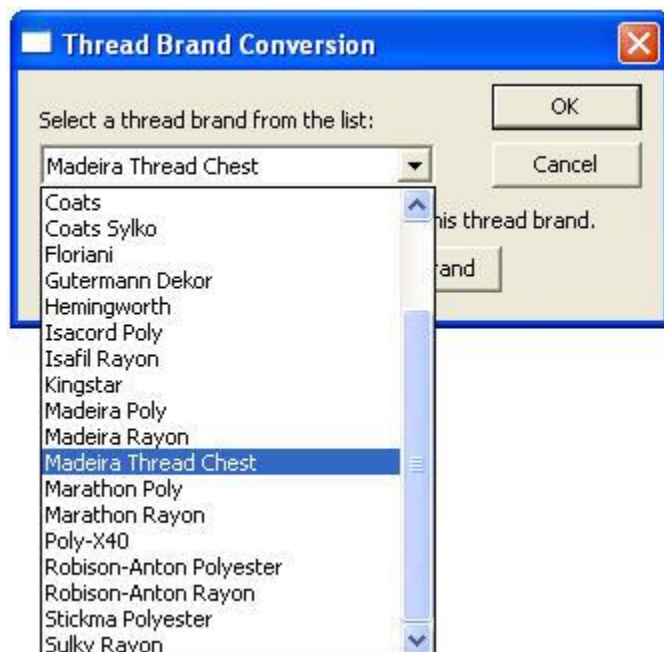 Thread Brand Conversion
Select a thread brand from the list:
OK
Madeira Thread Chest
Cancel
Coats
Coats Sylko
Floriani
Gutermann Dekor
Hemingworth
Isacord Poly
Isafil Rayon
Kingstar
Madeira Poly
Madeira Rayon
Madeira Thread Chest
Marathon Poly
Marathon Rayon
Poly-X40
Robison-Anton Polyester
Robison-Anton Rayon
Stickma Polyester
Sulky Rayon
thread brand.